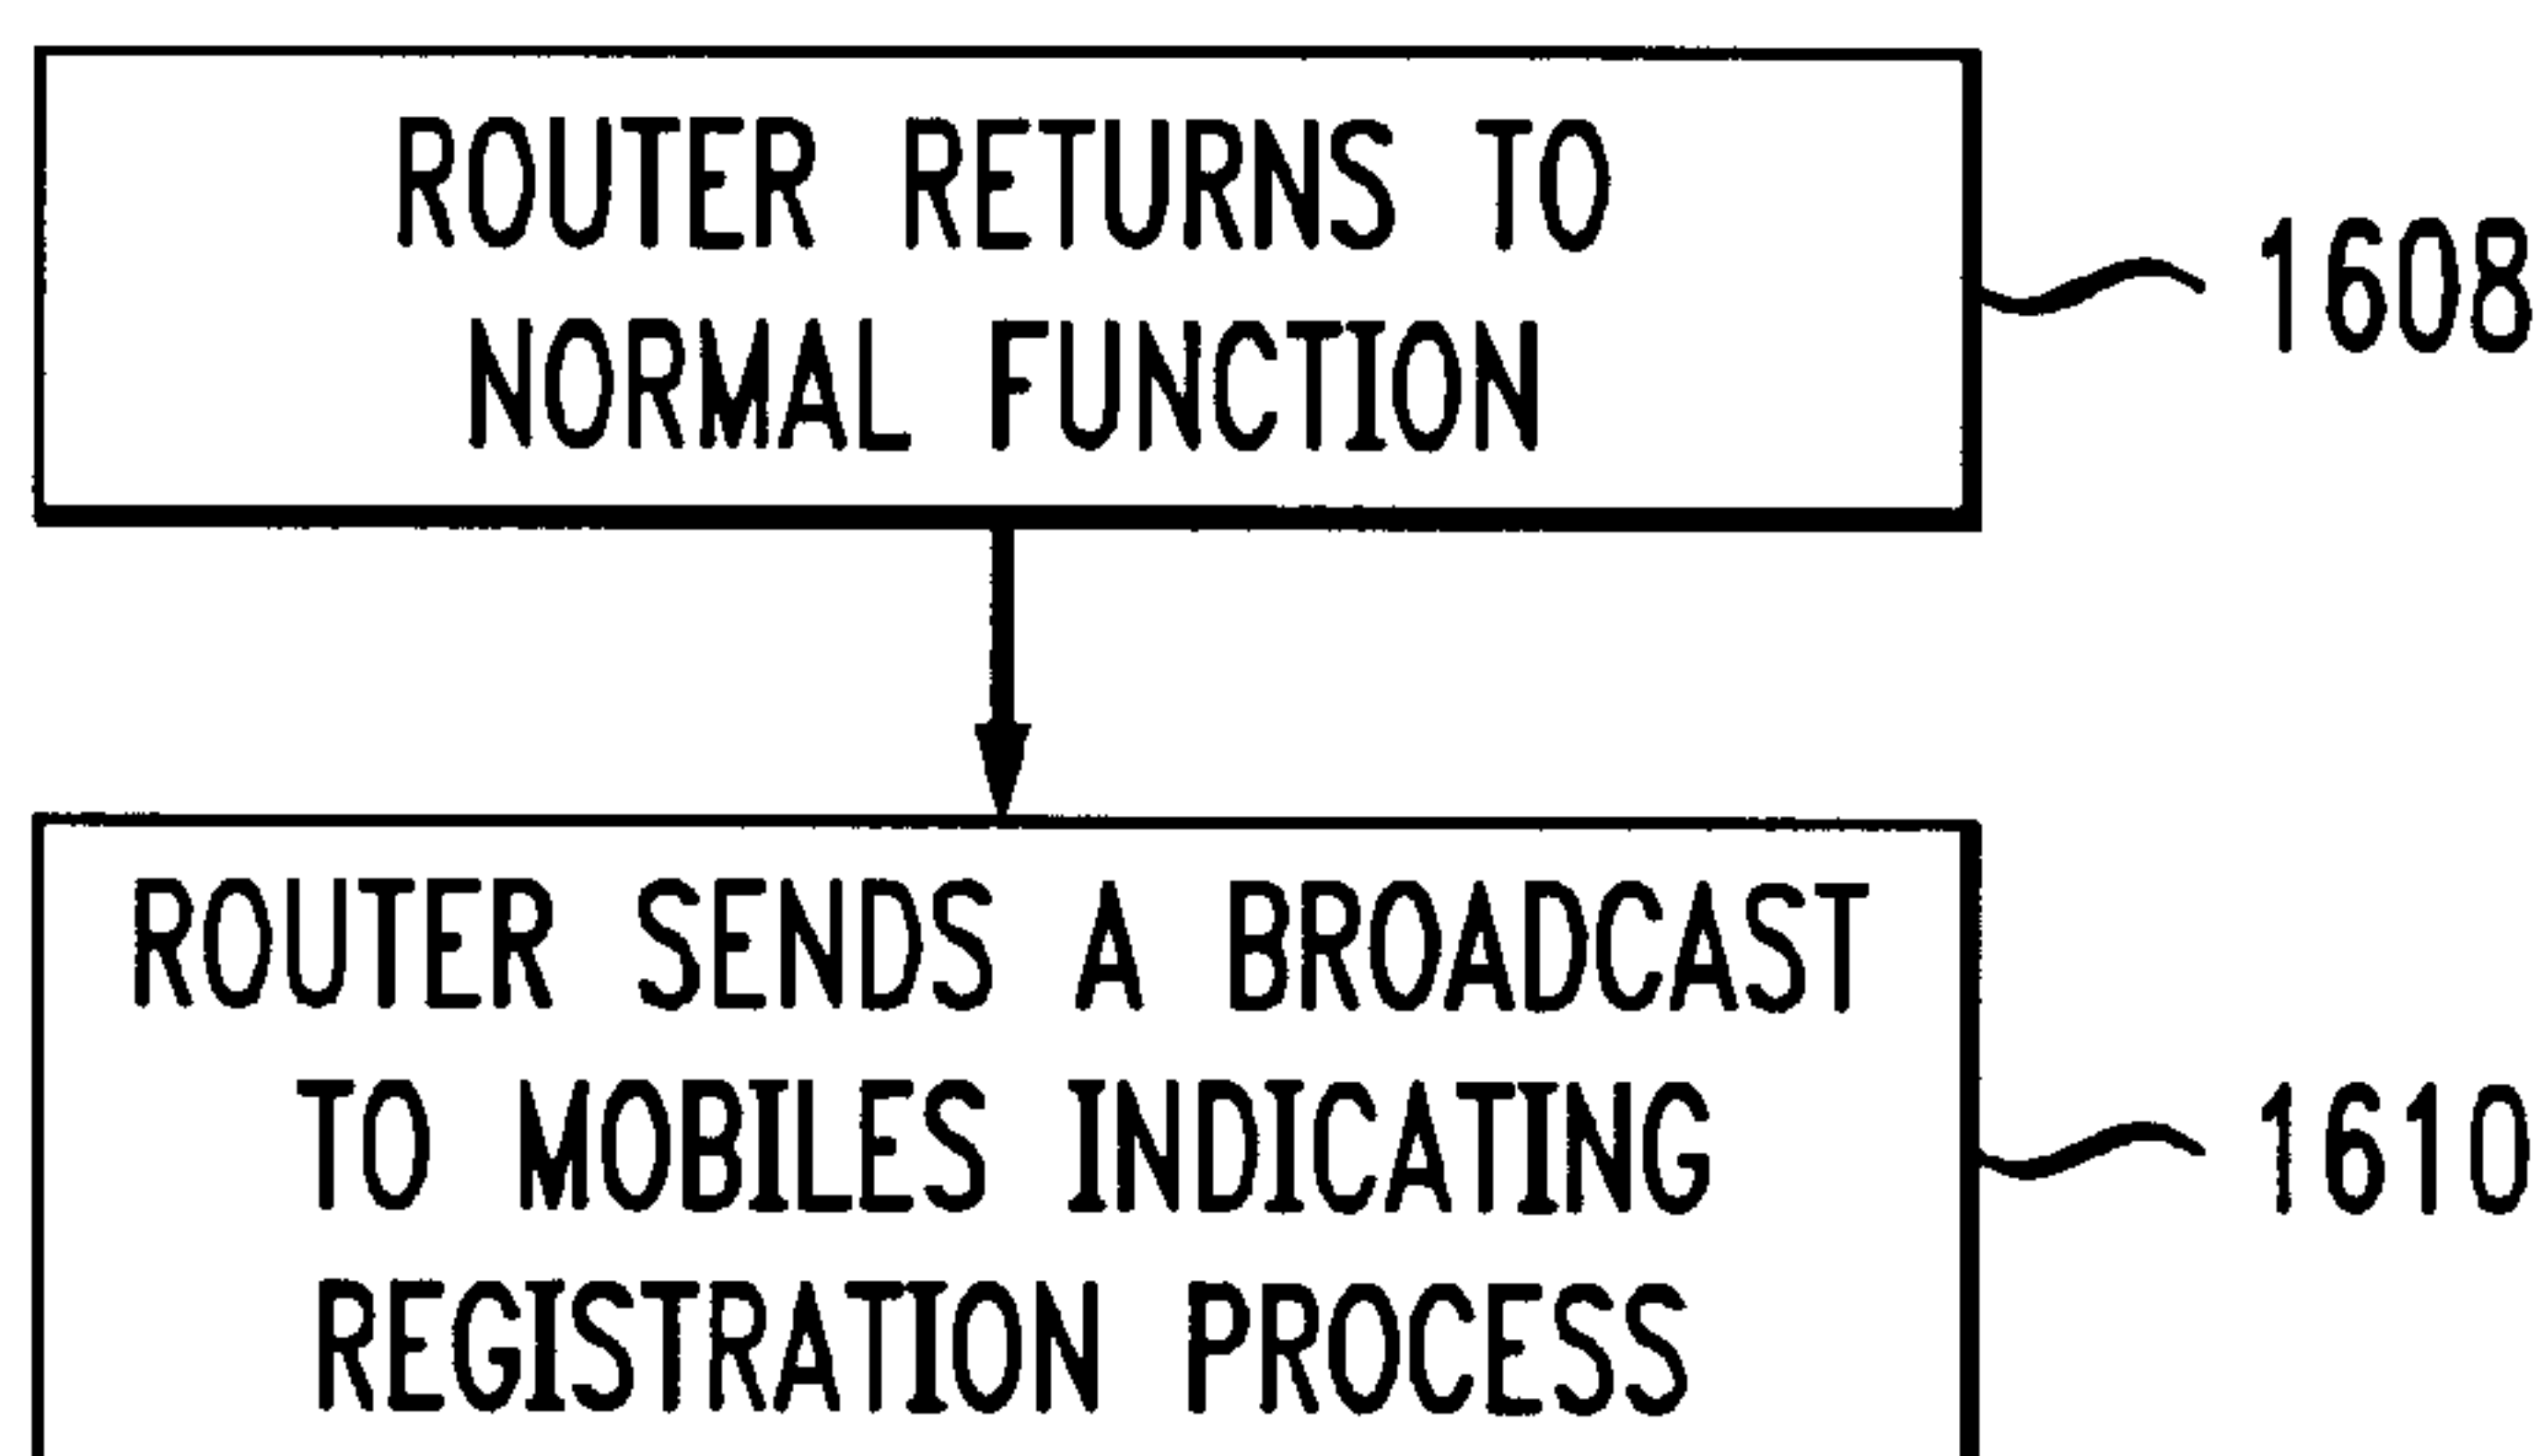 ROUTER RETURNS TO
NORMAL FUNCTION
1608
ROUTER SENDS A BROADCAST
TO MOBILES INDICATING
REGISTRATION PROCESS
1610